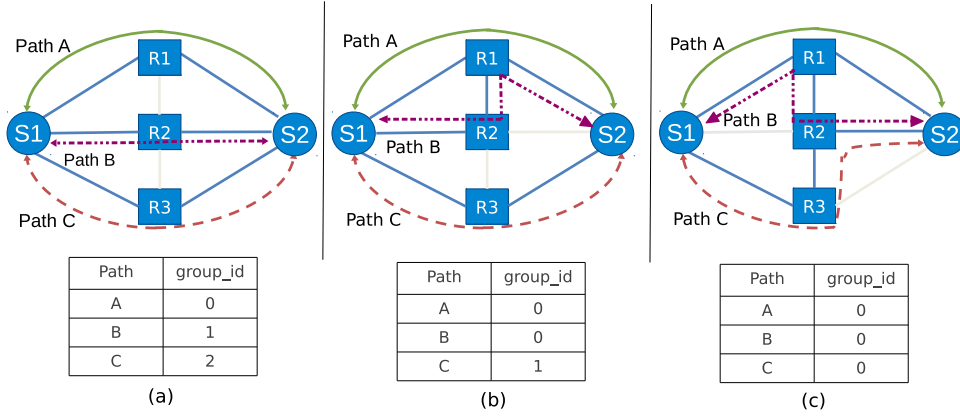 Path A
R1
S1
R2
S2
Path B
R3
Path C
Path group_id
A 0
B 1
C 2
(a)
Path A
R1
S1
R2
S2
Path B
R3
Path C
Path group_id
A 0
B 0
C 1
(b)
Path A
R1
S1
Path B
R2
S2
R3
Path C
Path group_id
A 0
B 0
C 0
(c)